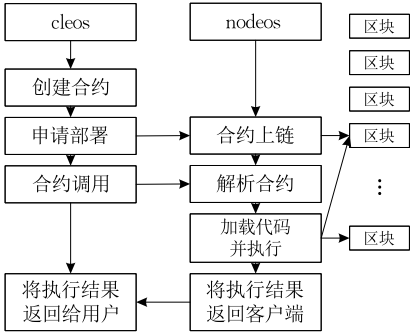 cleos
nodeos
区块
区块
创建合约
区块
申请部署
合约上链
区块
合约调用
解析合约
⋮
加载代码
并执行
区块
将执行结果
返回给用户
将执行结果
返回客户端